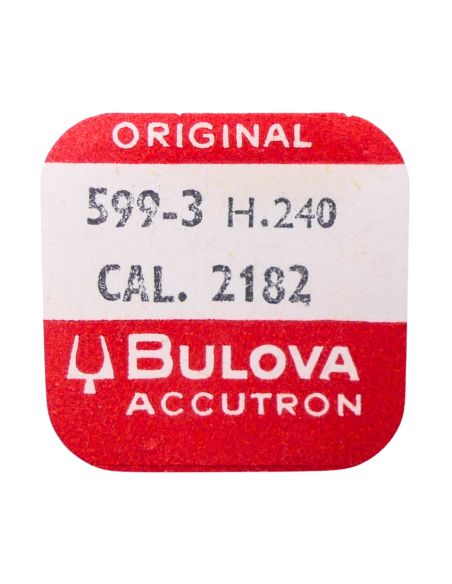 ORIGINAL
599-3 H.240
CAL. 2182
BULOVA
ACCUTRON